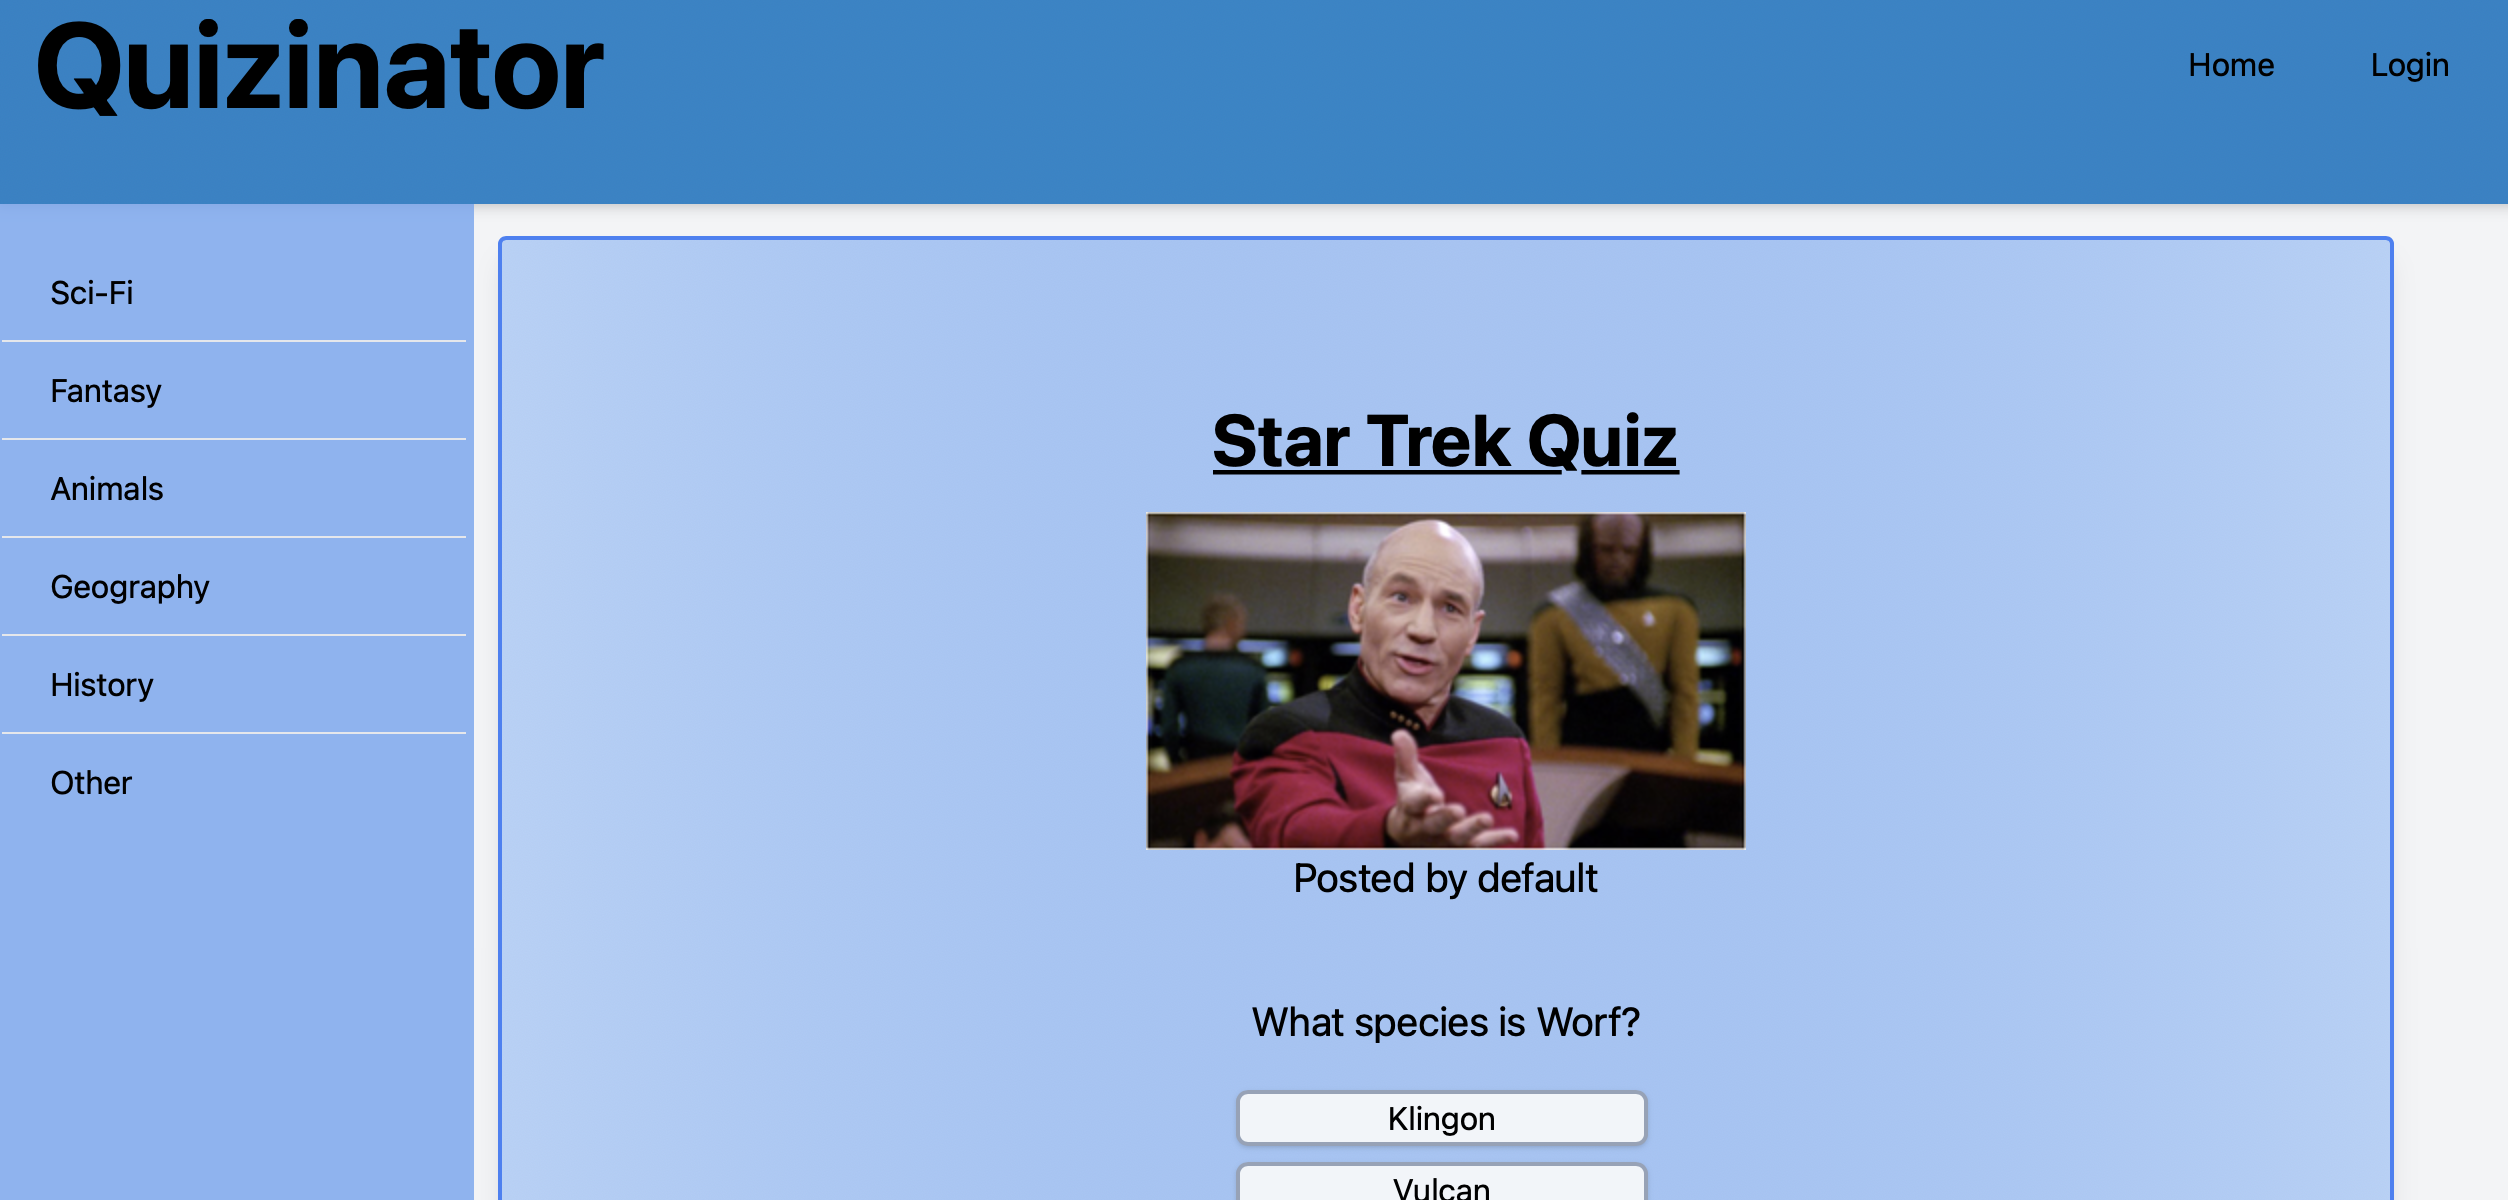 Quizinator
Home
Login
Sci-Fi
Fantasy
Animals
Geography
History
Other
Star Trek Quiz
Posted by default
What species is Worf?
Klingon
Vulcan